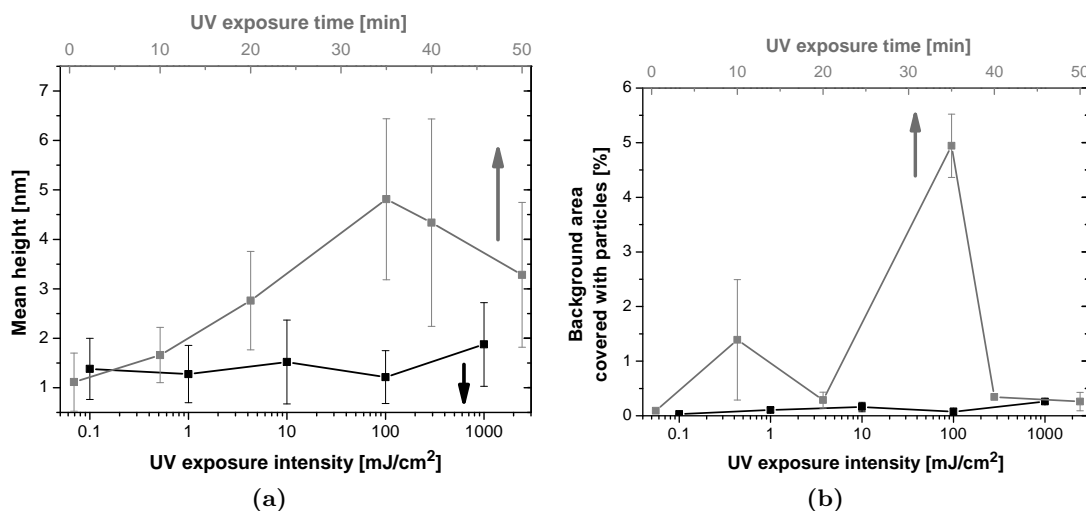 UV exposure time [min]
0 10 20 30 40 50
7
6
5
4
3
2
1
Mean height [nm]
0.1 1 10 100 1000
UV exposure intensity [mJ/cm²]
(a)
UV exposure time [min]
0 10 20 30 40 50
6
5
4
3
2
1
0
Background area
covered with particles [%]
0.1 1 10 100 1000
UV exposure intensity [mJ/cm²]
(b)